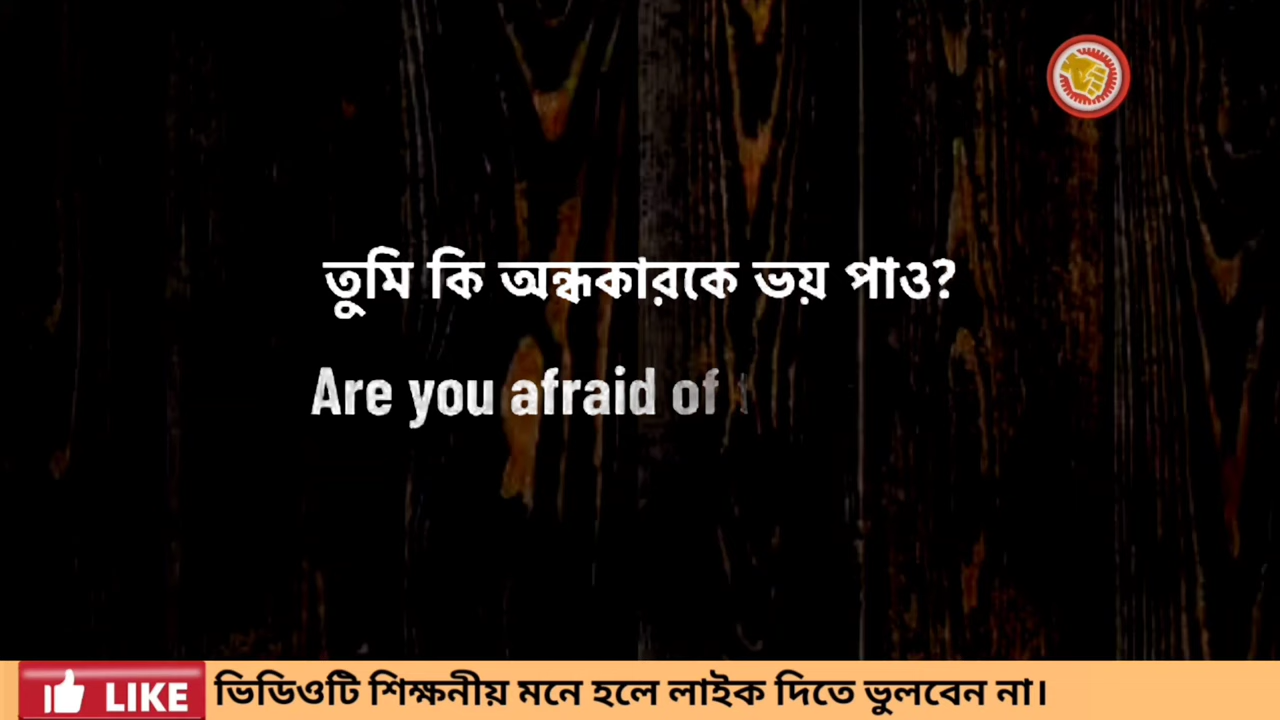 তুমি কি অন্ধকারকে ভয় পাও?
Are you afraid of
LIKE ভিডিওটি শিক্ষনীয় মনে হলে লাইক দিতে ভুলবেন না।